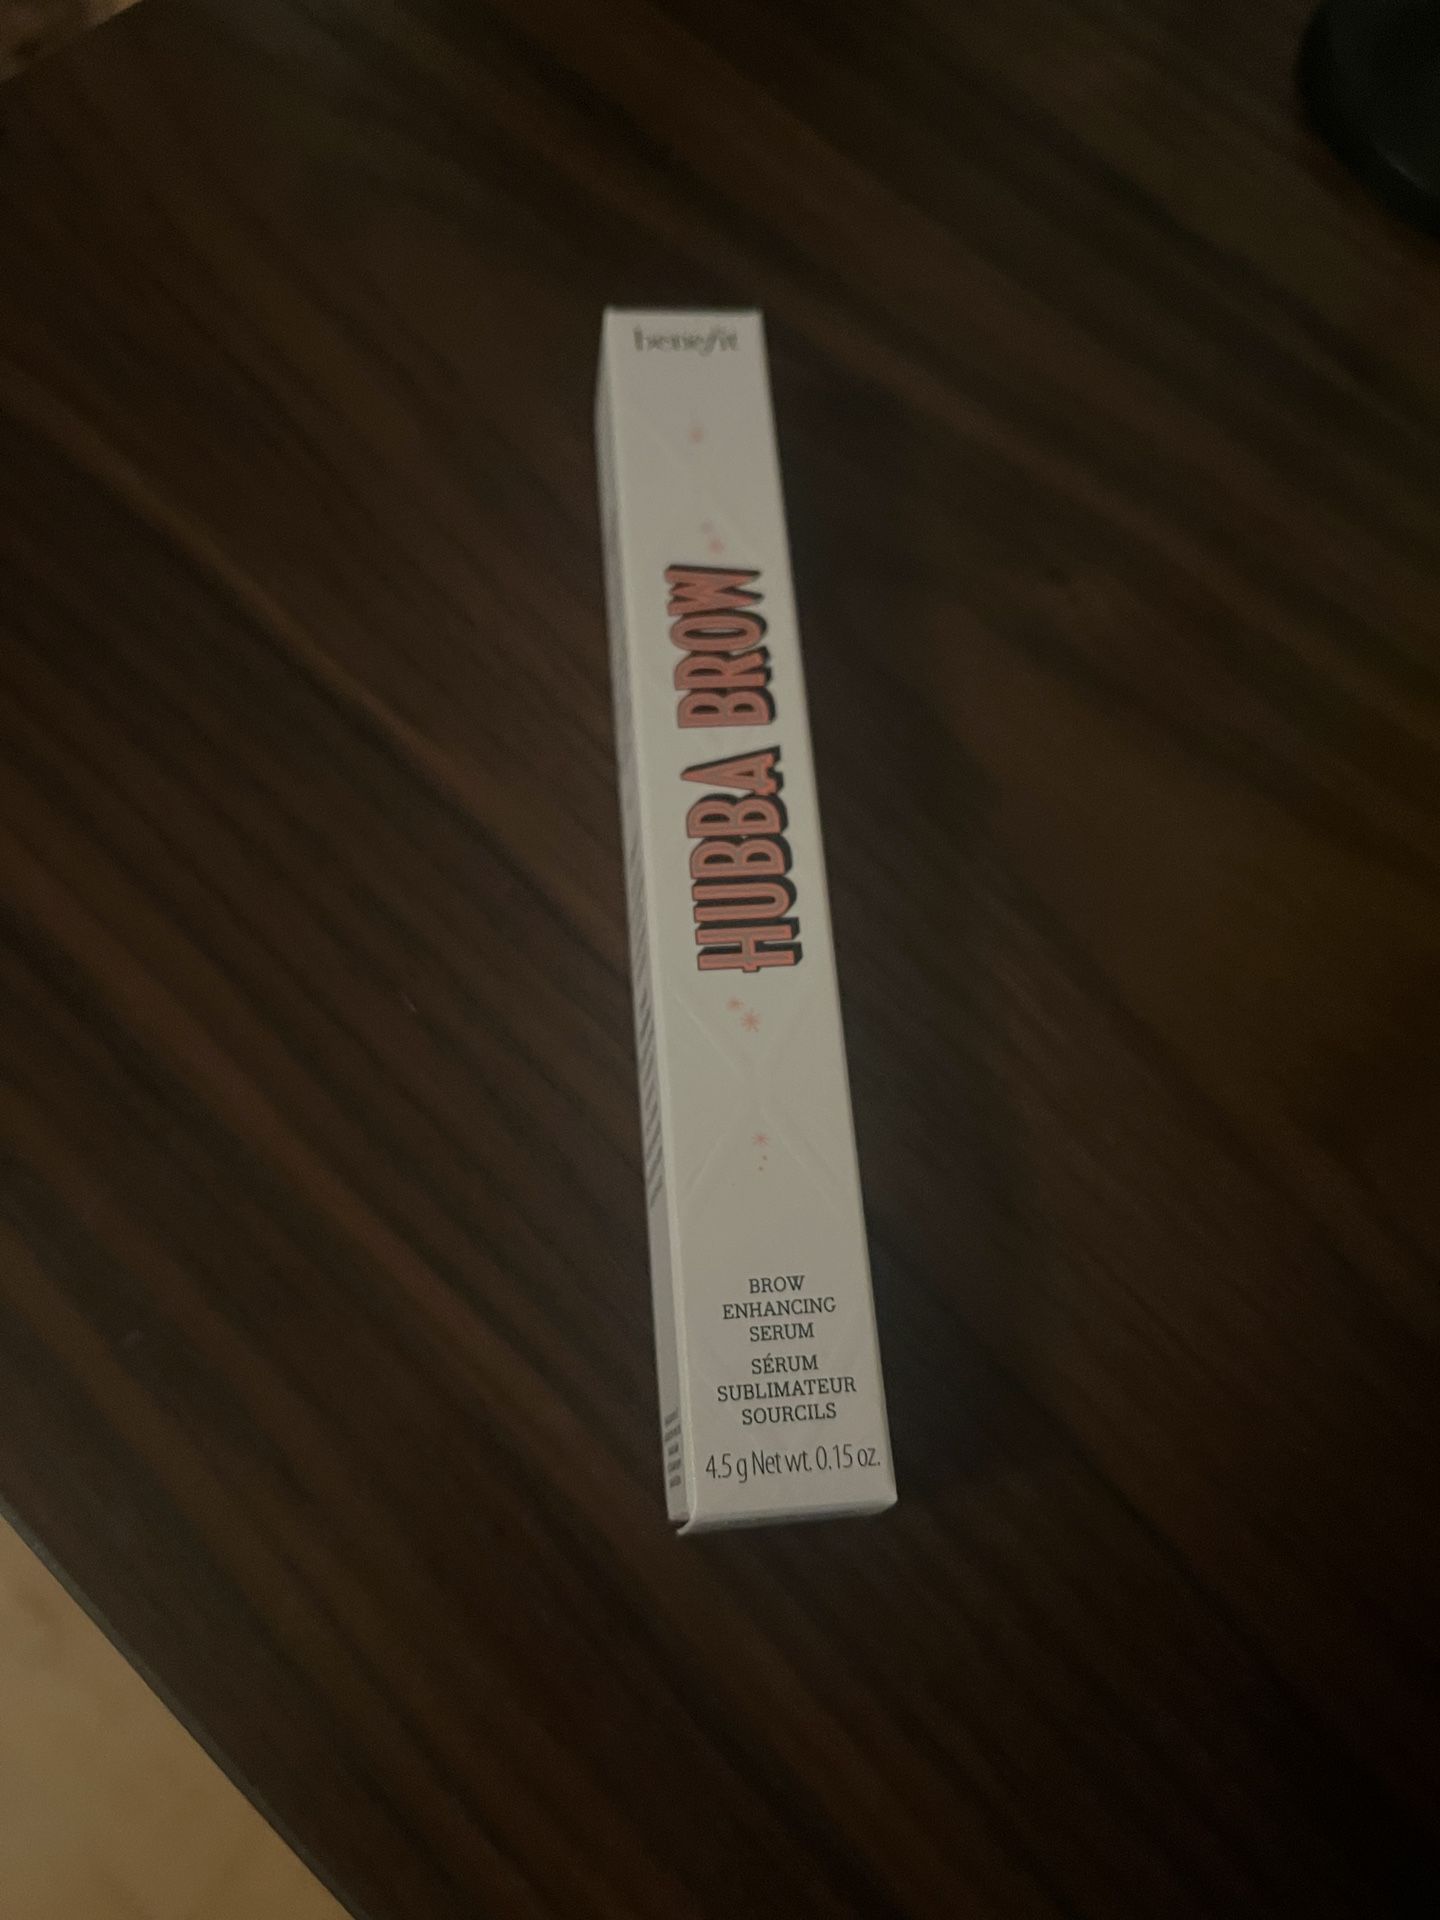 benefit
HUBBA BROW
BROW
ENHANCING
SERUM
SÉRUM
SUBLIMATEUR
SOURCILS
4.5 g Net wt. 0.15 oz.